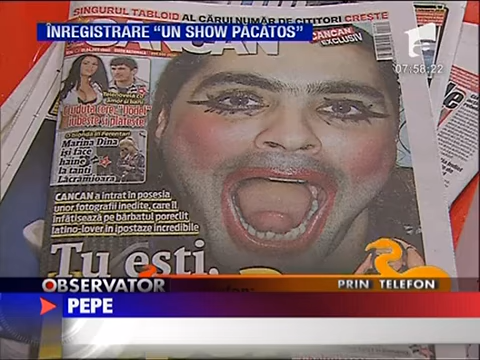 SINGURUL TABLOID AL CĂRUI NUMĂR DE CITITORI CREȘTE
ÎNREGISTRARE "UN SHOW PĂCĂTOS"
CANCAN
CANCAN
EXCLUSIV
07:58:22
Marina Dina
își face
haine
la tanti
Lăcrămioara
CANCAN a intrat în posesia
unor fotografii inedite, care îl
înfățișează pe bărbatul poreclit
latino-lover în ipostaze incredibile
Tu ești,
OBSERVATOR
PRIN TELEFON
PEPE